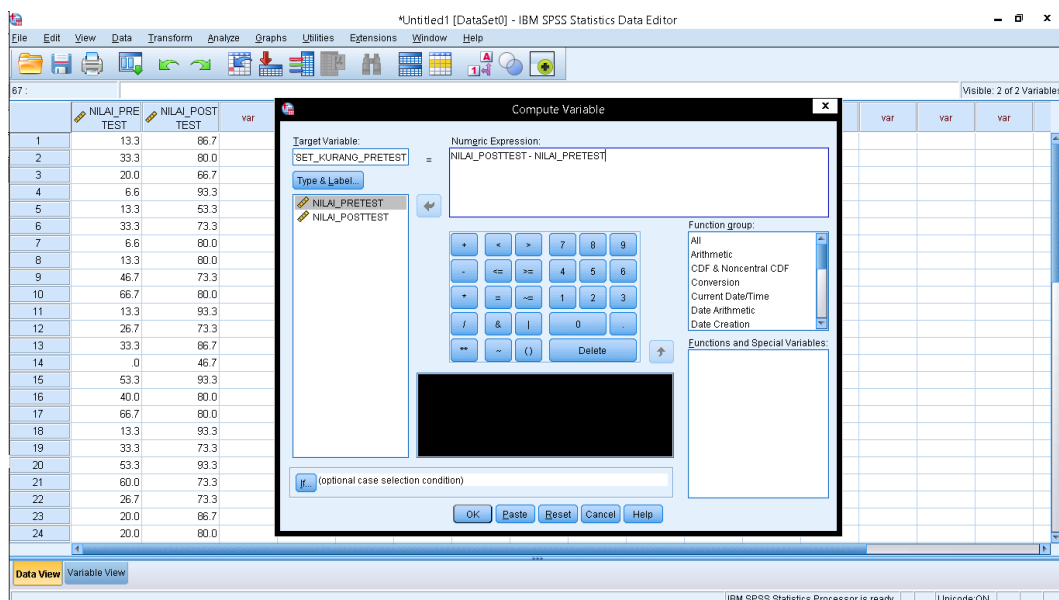 *Untitled1 [DataSet0] - IBM SPSS Statistics Data Editor
File Edit View Data Transform Analyze Graphs Utilities Extensions Window Help
67 :
Visible: 2 of 2 Variables
NILAI_PRE
TEST
NILAI_POST
TEST
var
var
var
var
1 13.3 86.7
2 33.3 80.0
3 20.0 66.7
4 6.6 93.3
5 13.3 53.3
6 33.3 73.3
7 6.6 80.0
8 13.3 80.0
9 46.7 73.3
10 66.7 80.0
11 13.3 93.3
12 26.7 73.3
13 33.3 86.7
14 .0 46.7
15 53.3 93.3
16 40.0 80.0
17 66.7 80.0
18 13.3 93.3
19 33.3 73.3
20 53.3 93.3
21 60.0 73.3
22 26.7 73.3
23 20.0 86.7
24 20.0 80.0
Compute Variable
x
Target Variable:
SET_KURANG_PRETEST
=
Type & Label...
NILAI_PRETEST
NILAI_POSTTEST
Numeric Expression:
NILAI_POSTTEST - NILAI_PRETEST
+ < > 7 8 9
- <= >= 4 5 6
* = ~= 1 2 3
/ & | 0 .
** ~ () Delete
Function group:
All
Arithmetic
CDF & Noncentral CDF
Conversion
Current Date/Time
Date Arithmetic
Date Creation
Functions and Special Variables:
If... (optional case selection condition)
OK Paste Reset Cancel Help
Data View Variable View
IBM SPSS Statistics Processor is ready Unicode:ON